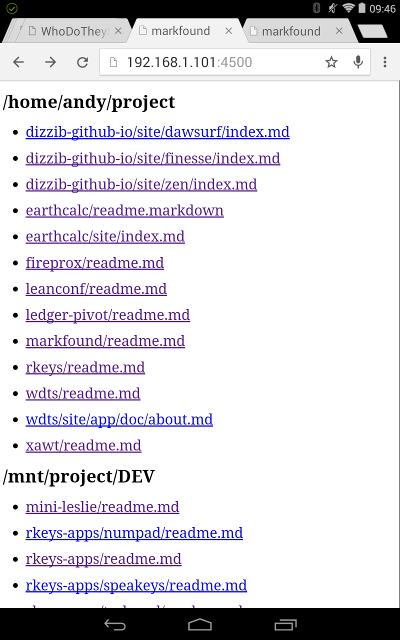 09:46
WhoDoThey
markfound
markfound
192.168.1.101:4500
/home/andy/project
dizzib-github-io/site/dawsurf/index.md
dizzib-github-io/site/finesse/index.md
dizzib-github-io/site/zen/index.md
earthcalc/readme.markdown
earthcalc/site/index.md
fireprox/readme.md
leanconf/readme.md
ledger-pivot/readme.md
markfound/readme.md
rkeys/readme.md
wdts/readme.md
wdts/site/app/doc/about.md
xawt/readme.md
/mnt/project/DEV
mini-leslie/readme.md
rkeys-apps/numpad/readme.md
rkeys-apps/readme.md
rkeys-apps/speakeys/readme.md